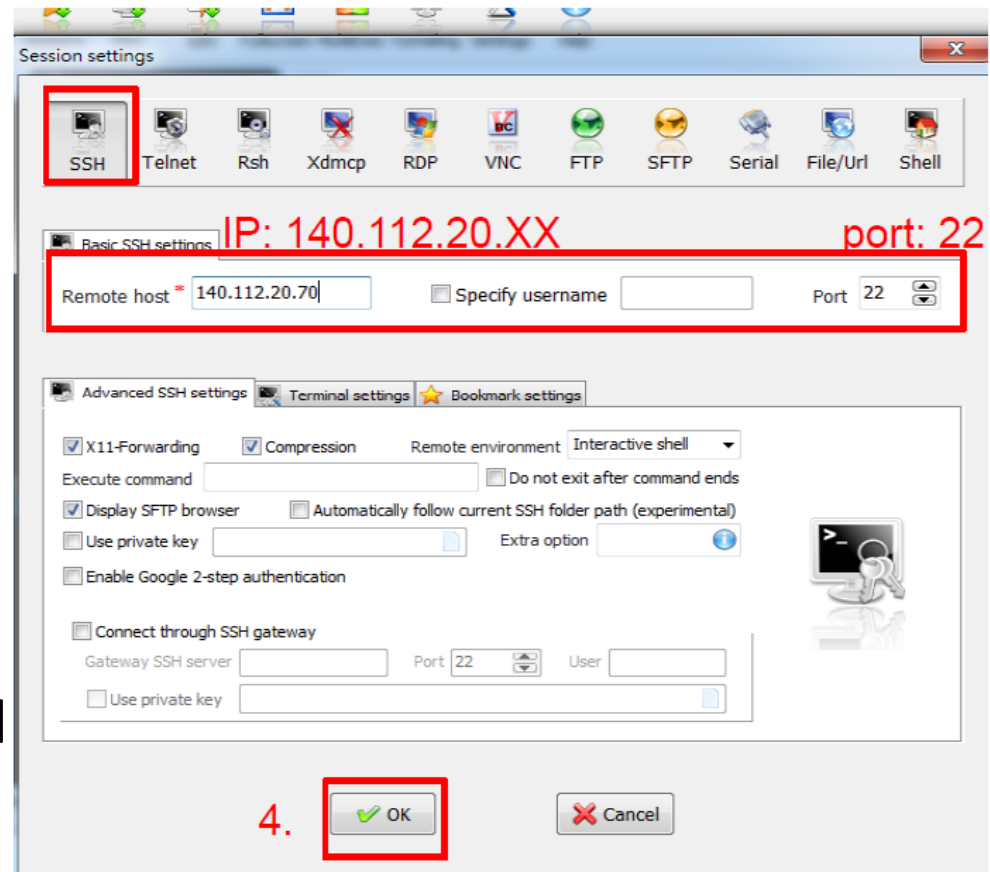 Session settings
SSH Telnet Rsh Xdmcp RDP VNC FTP SFTP Serial File/Url Shell
IP: 140.112.20.XX port: 22
Basic SSH settings
Remote host * 140.112.20.70 Specify username Port 22
Advanced SSH settings Terminal settings Bookmark settings
X11-Forwarding Compression Remote environment Interactive shell
Execute command Do not exit after command ends
Display SFTP browser Automatically follow current SSH folder path (experimental)
Use private key Extra option
Enable Google 2-step authentication
Connect through SSH gateway
Gateway SSH server Port 22 User
Use private key
4. OK Cancel